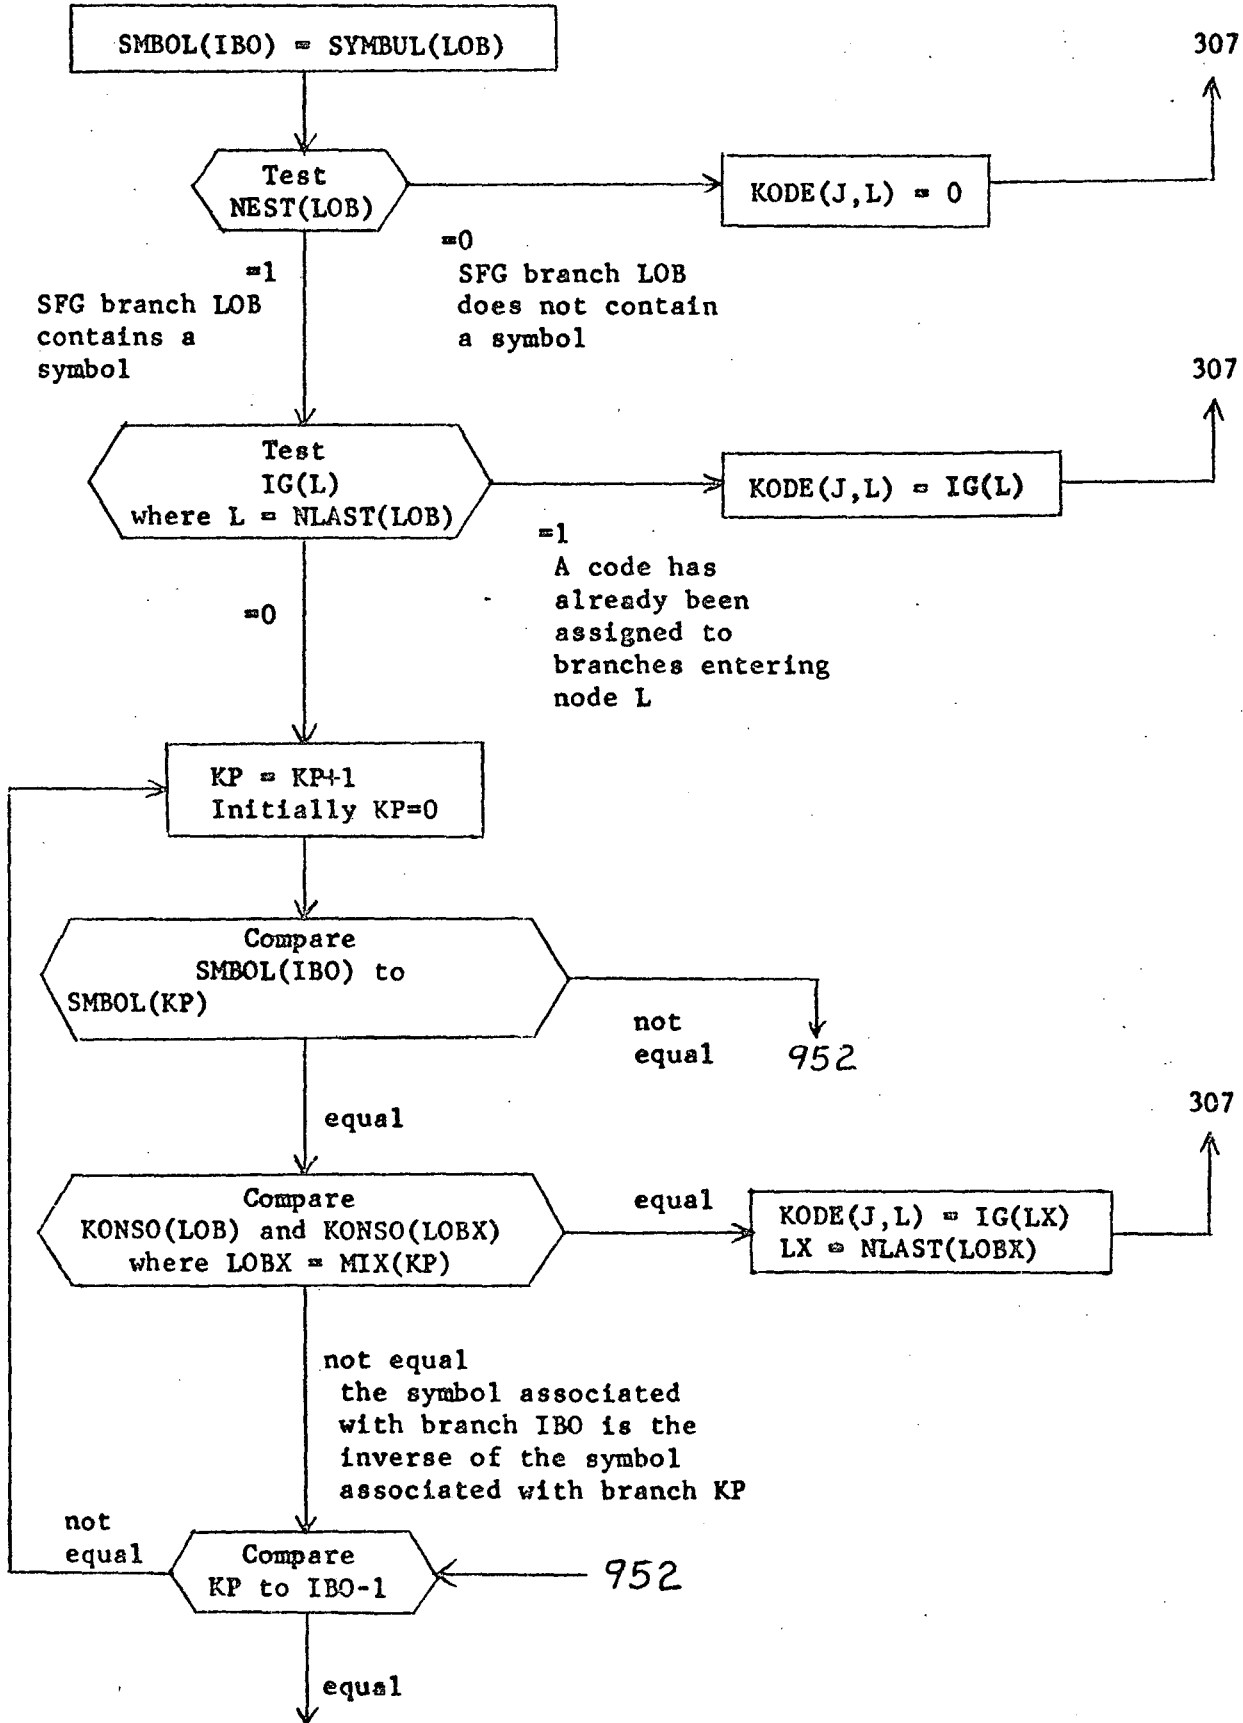 SMBOL(IBO) = SYMBUL(LOB)
307
Test
NEST(LOB)
KODE(J,L) = 0
=1
SFG branch LOB
contains a
symbol
=0
SFG branch LOB
does not contain
a symbol
307
Test
IG(L)
where L = NLAST(LOB)
KODE(J,L) = IG(L)
=1
A code has
already been
assigned to
branches entering
node L
=0
KP = KP+1
Initially KP=0
Compare
SMBOL(IBO) to
SMBOL(KP)
not
equal
952
equal
307
Compare
KONSO(LOB) and KONSO(LOBX)
where LOBX = MIX(KP)
equal
KODE(J,L) = IG(LX)
LX = NLAST(LOBX)
not equal
the symbol associated
with branch IBO is the
inverse of the symbol
associated with branch KP
not
equal
Compare
KP to IBO-1
952
equal